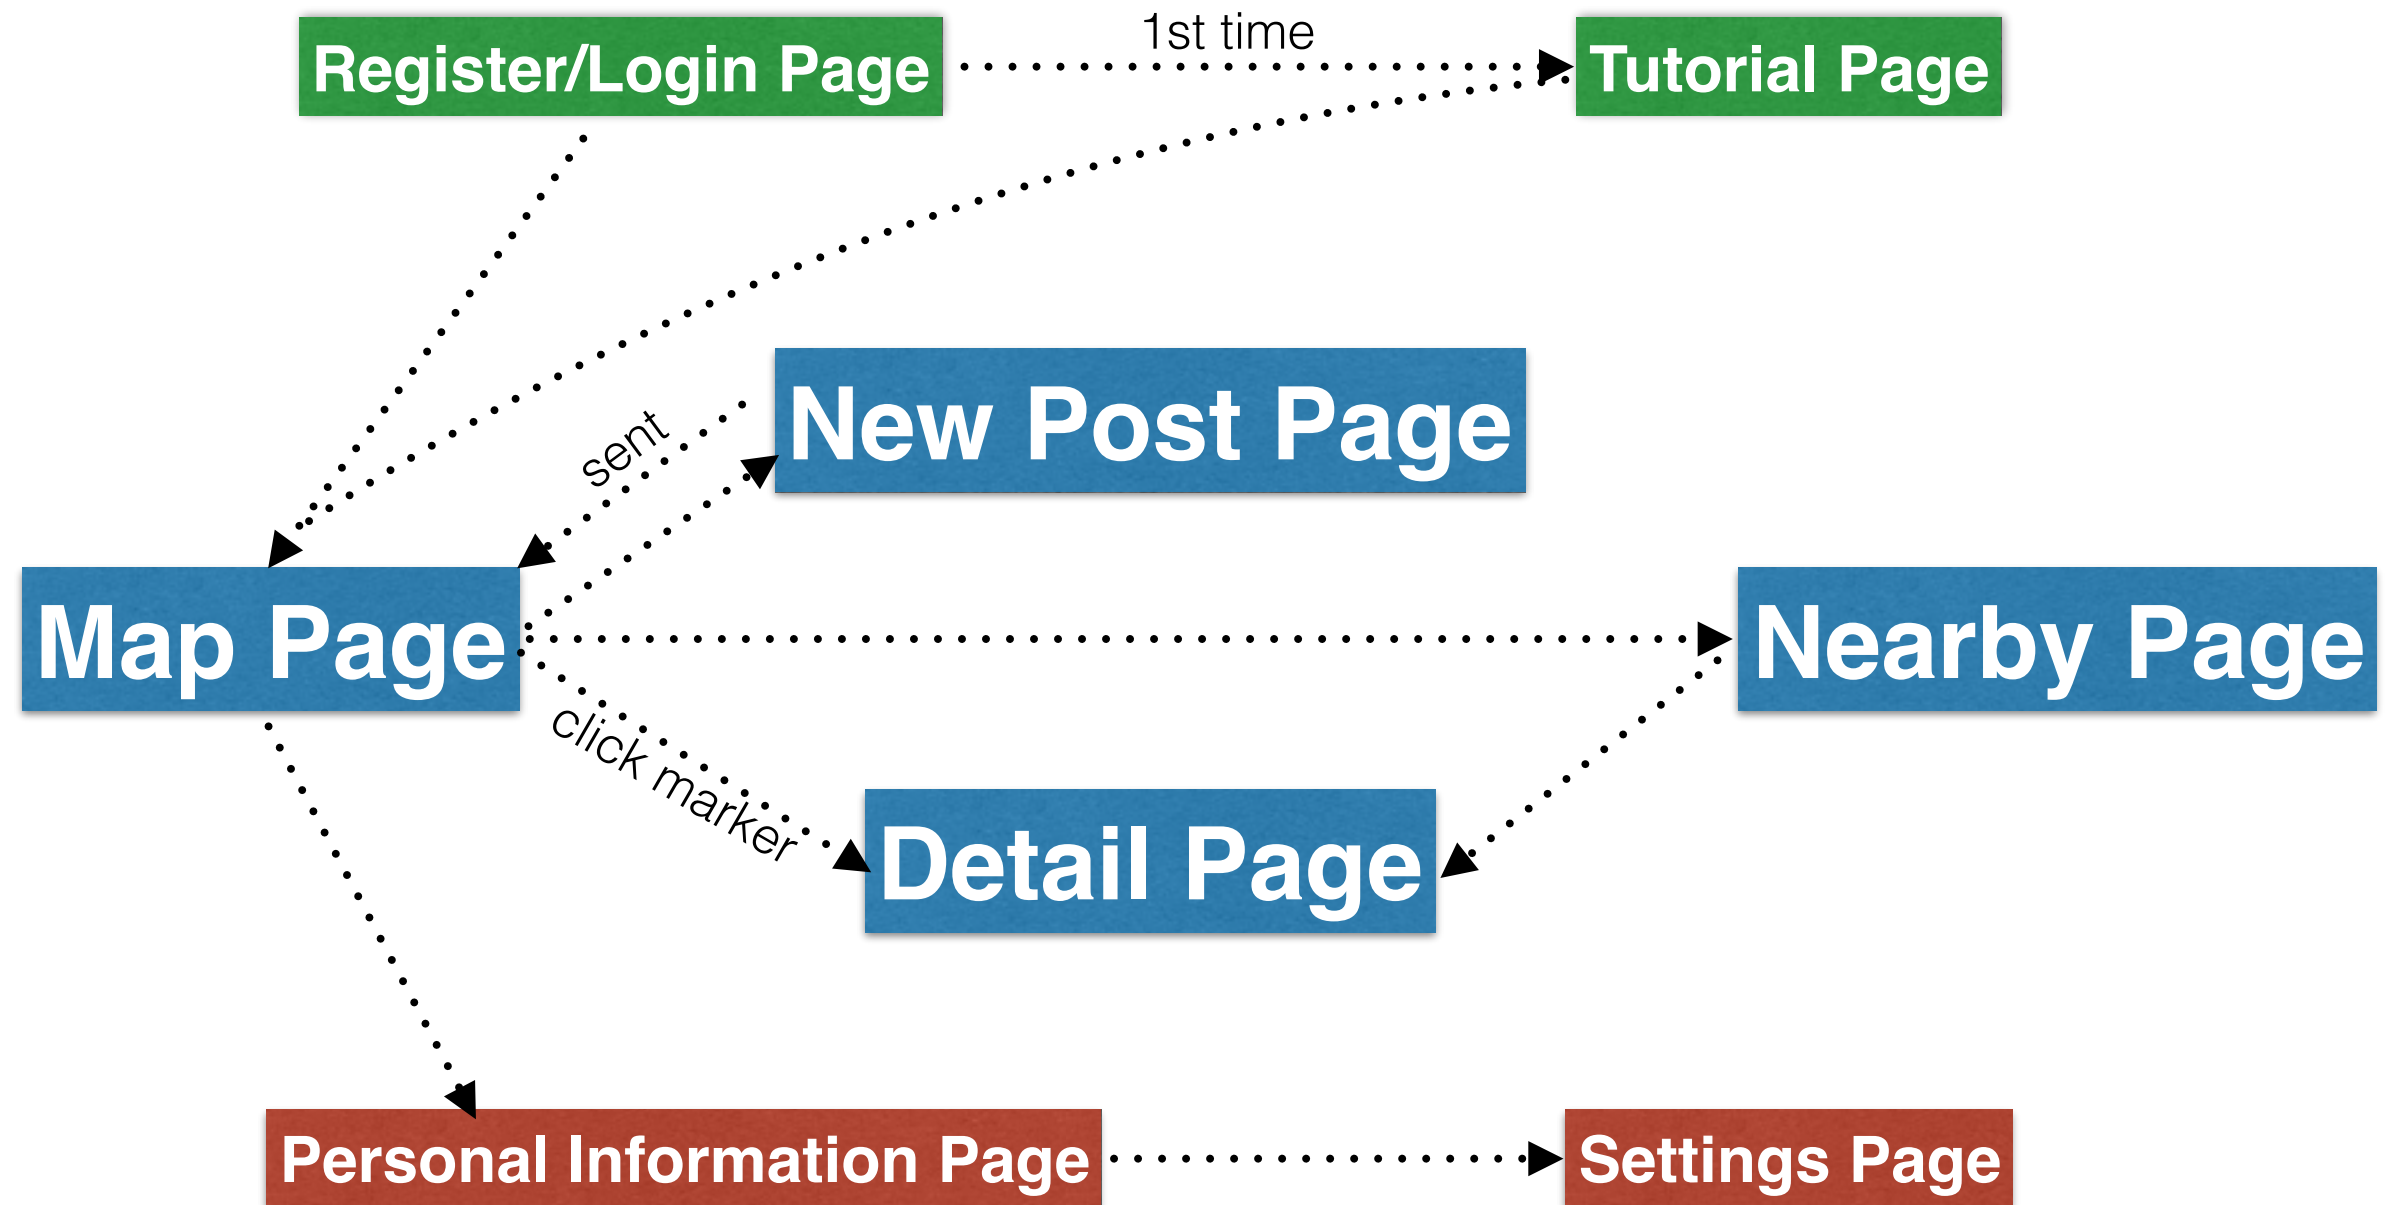 Register/Login Page
1st time
Tutorial Page
New Post Page
sent
Map Page
Nearby Page
click marker
Detail Page
Personal Information Page
Settings Page